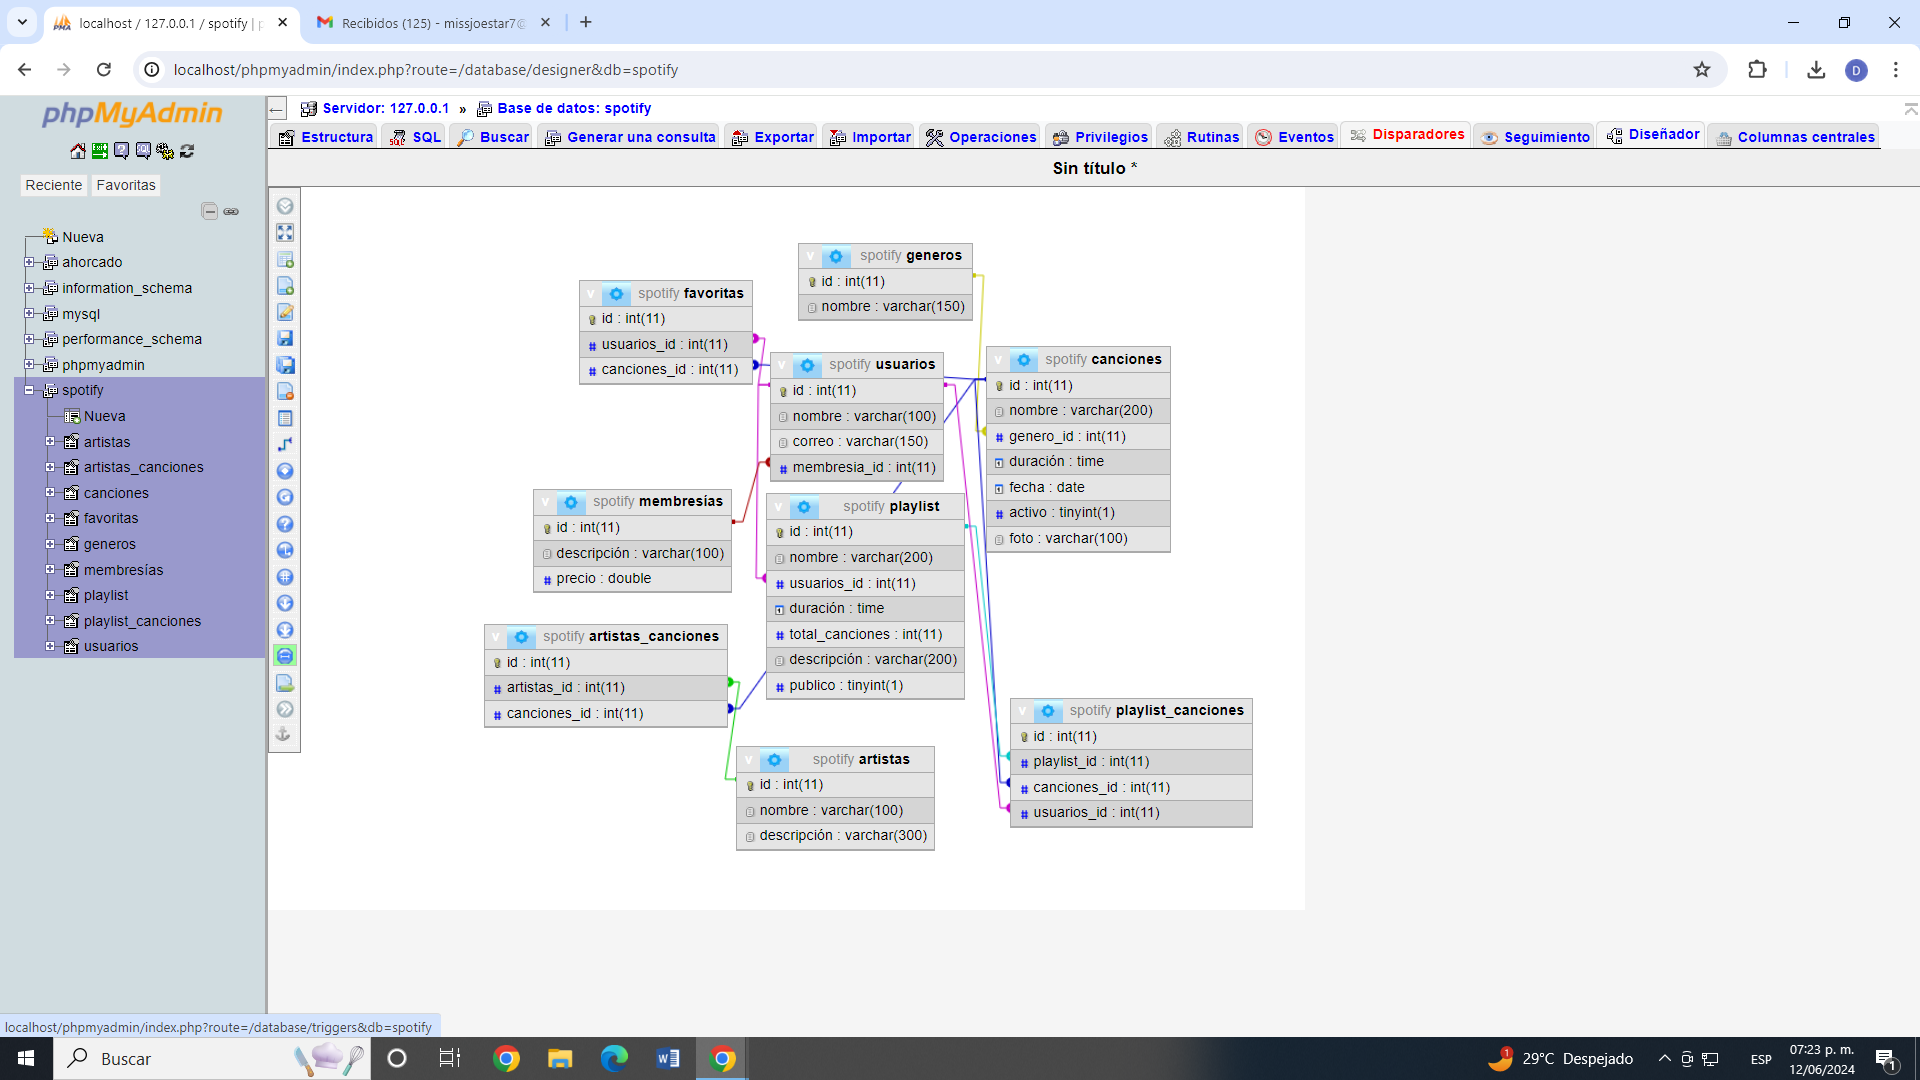 localhost / 127.0.0.1 / spotify | p
Recibidos (125) - missjoestar7@
localhost/phpmyadmin/index.php?route=/database/designer&db=spotify
D
phpMyAdmin
Reciente
Favoritas
Nueva
ahorcado
information_schema
mysql
performance_schema
phpmyadmin
spotify
Nueva
artistas
artistas_canciones
canciones
favoritas
generos
membresías
playlist
playlist_canciones
usuarios
Servidor: 127.0.0.1 » Base de datos: spotify
Estructura
SQL
Buscar
Generar una consulta
Exportar
Importar
Operaciones
Privilegios
Rutinas
Eventos
Disparadores
Seguimiento
Diseñador
Columnas centrales
Sin título *
v spotify generos
id : int(11)
nombre : varchar(150)
v spotify favoritas
id : int(11)
# usuarios_id : int(11)
# canciones_id : int(11)
v spotify usuarios
id : int(11)
nombre : varchar(100)
correo : varchar(150)
# membresia_id : int(11)
v spotify canciones
id : int(11)
nombre : varchar(200)
# genero_id : int(11)
duración : time
fecha : date
# activo : tinyint(1)
foto : varchar(100)
v spotify membresías
id : int(11)
descripción : varchar(100)
# precio : double
v spotify playlist
id : int(11)
nombre : varchar(200)
# usuarios_id : int(11)
duración : time
# total_canciones : int(11)
descripción : varchar(200)
# publico : tinyint(1)
v spotify artistas_canciones
id : int(11)
# artistas_id : int(11)
# canciones_id : int(11)
v spotify artistas
id : int(11)
nombre : varchar(100)
descripción : varchar(300)
v spotify playlist_canciones
id : int(11)
# playlist_id : int(11)
# canciones_id : int(11)
# usuarios_id : int(11)
localhost/phpmyadmin/index.php?route=/database/triggers&db=spotify
Buscar
1
29°C Despejado
ESP
07:23 p. m.
12/06/2024
1